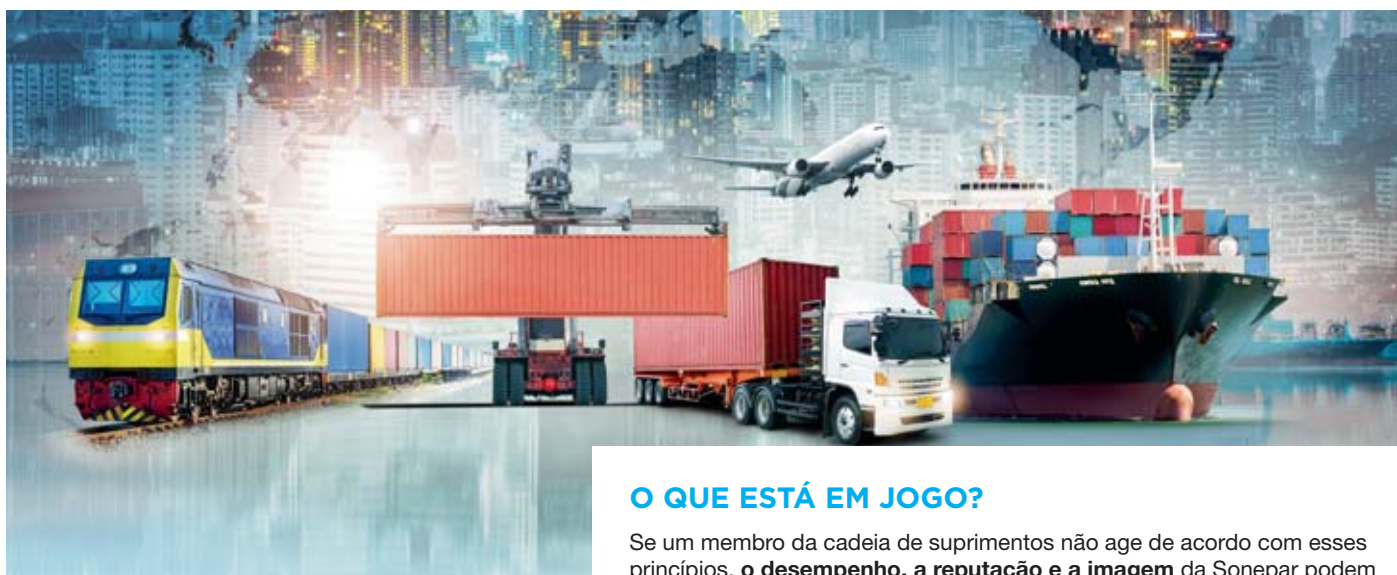 O QUE ESTÁ EM JOGO?
Se um membro da cadeia de suprimentos não age de acordo com esses
princípios, o desempenho, a reputação e a imagem da Sonepar podem